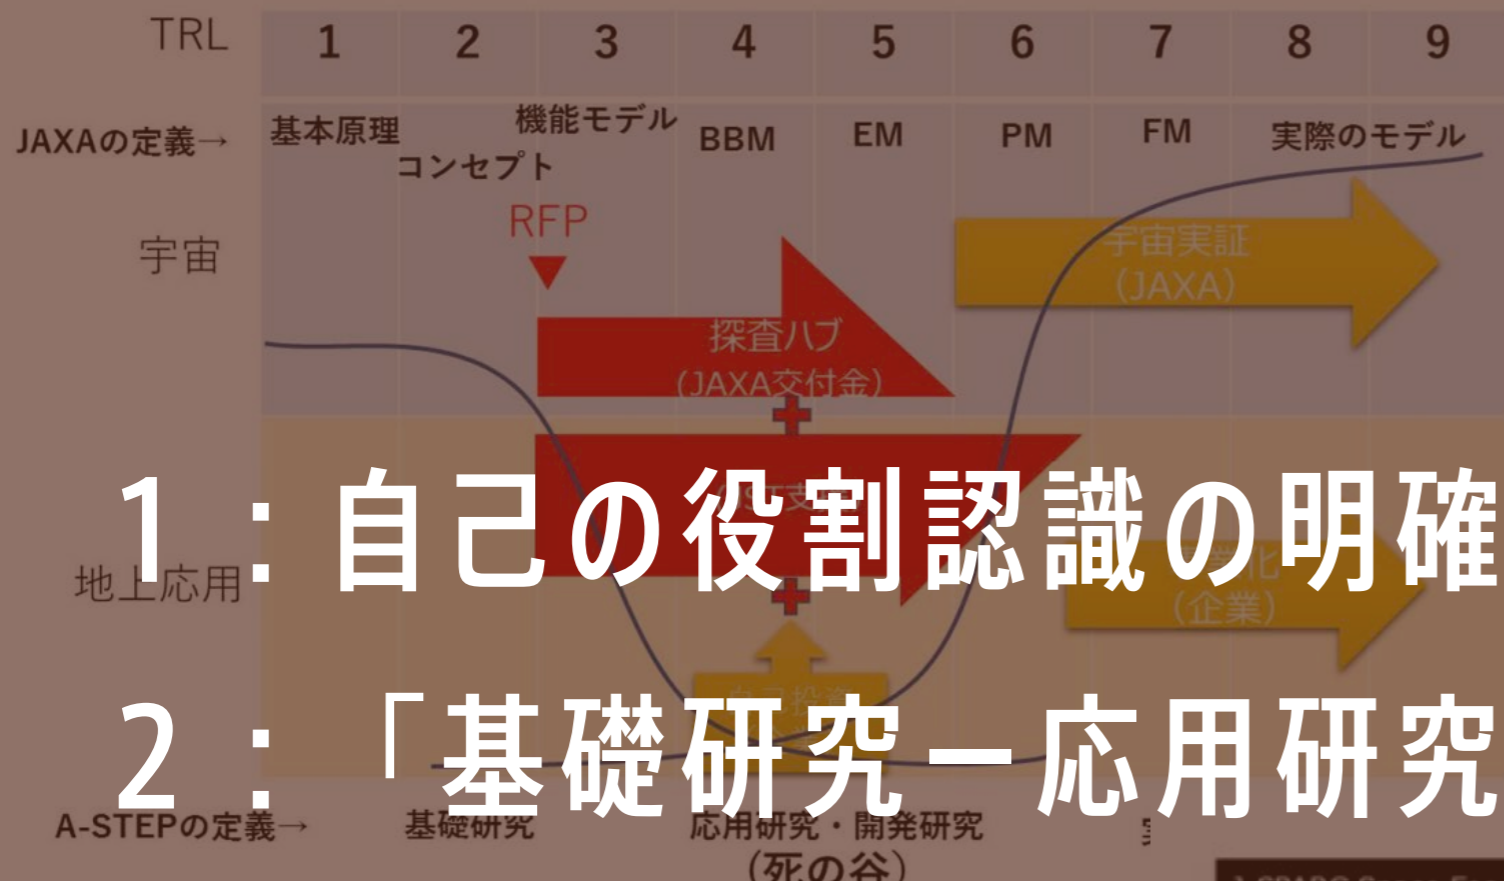 TRL 1 2 3 4 5 6 7 8 9
JAXAの定義→ 基本原理 コンセプト 機能モデル BBM EM PM FM 実際のモデル
RFP
宇宙
宇宙実証
(JAXA)
探査ハブ
(JAXA交付金)
1：自己の役割認識の明確
地上応用
(企業)
2：「基礎研究ー応用研究
A-STEPの定義→ 基礎研究 応用研究・開発研究
(死の谷)